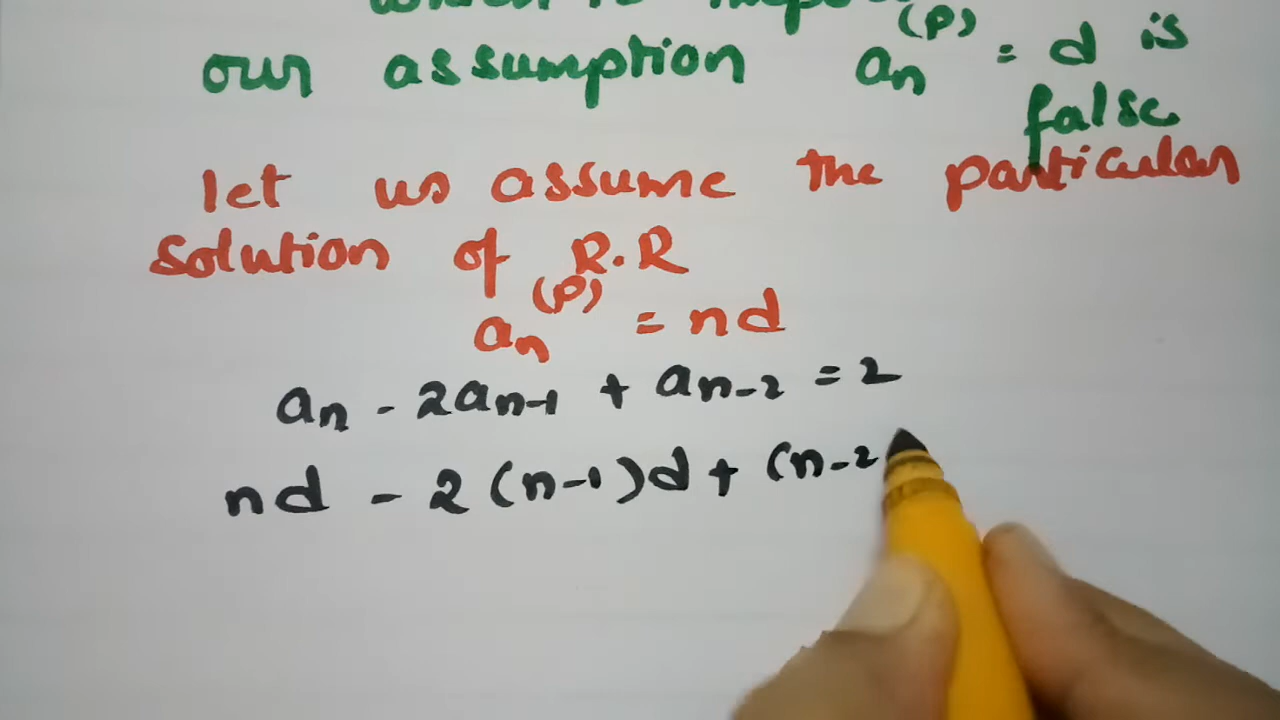 our assumption aₙ⁽ᵖ⁾ = d is
false
let us assume the particular
solution of R.R
aₙ⁽ᵖ⁾ = nd
aₙ - 2aₙ₋₁ + aₙ₋₂ = 2
nd - 2(n-1)d + (n-2